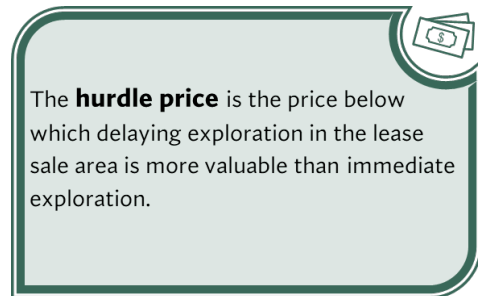 $
The hurdle price is the price below
which delaying exploration in the lease
sale area is more valuable than immediate
exploration.